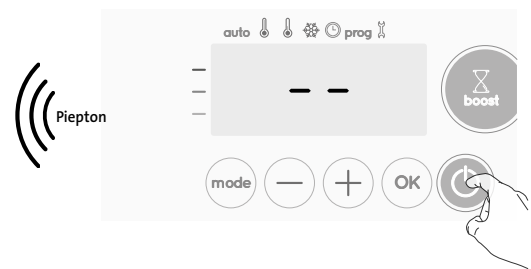 auto prog
Piepton
– –
boost
mode – + OK